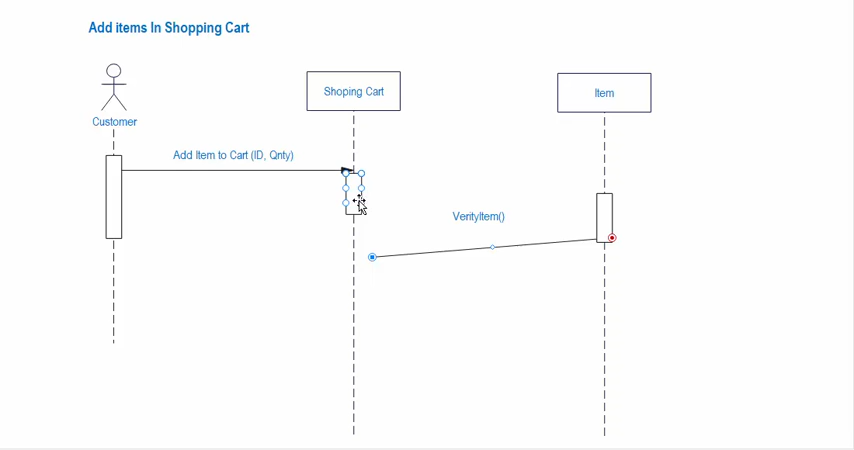 Add items In Shopping Cart
Shoping Cart
Item
Customer
Add Item to Cart (ID, Qnty)
VerityItem()